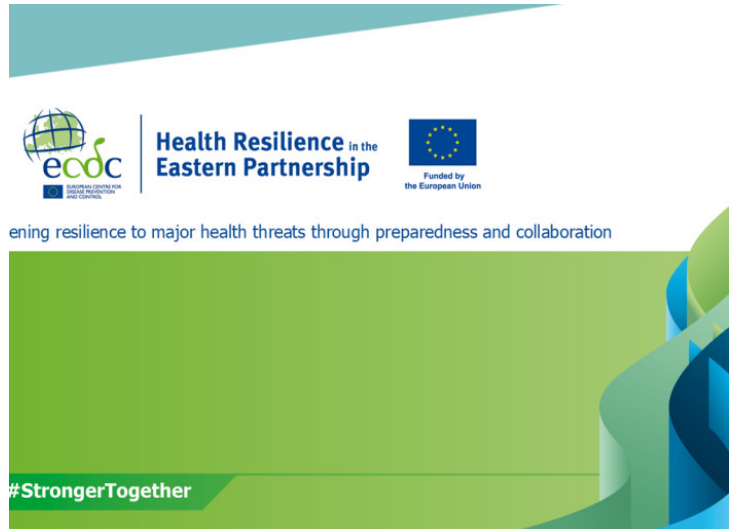 Health Resilience in the
Eastern Partnership
ecdc
EUROPEAN CENTRE FOR
DISEASE PREVENTION
AND CONTROL
Funded by
the European Union
ening resilience to major health threats through preparedness and collaboration
#StrongerTogether